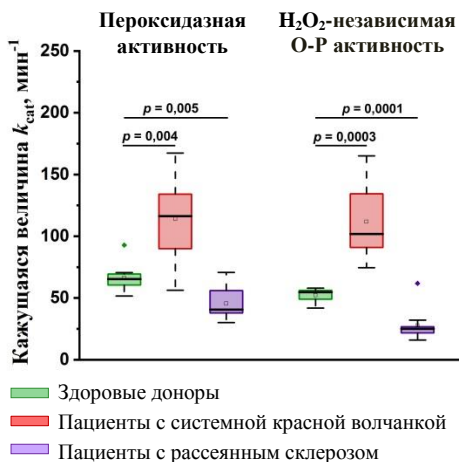 Пероксидазная
активность
H₂O₂-независимая
О-Р активность
Кажущаяся величина kcat, мин⁻¹
250
200
150
100
50
0
p = 0,005
p = 0,004
p = 0,0001
p = 0,0003
Здоровые доноры
Пациенты с системной красной волчанкой
Пациенты с рассеянным склерозом